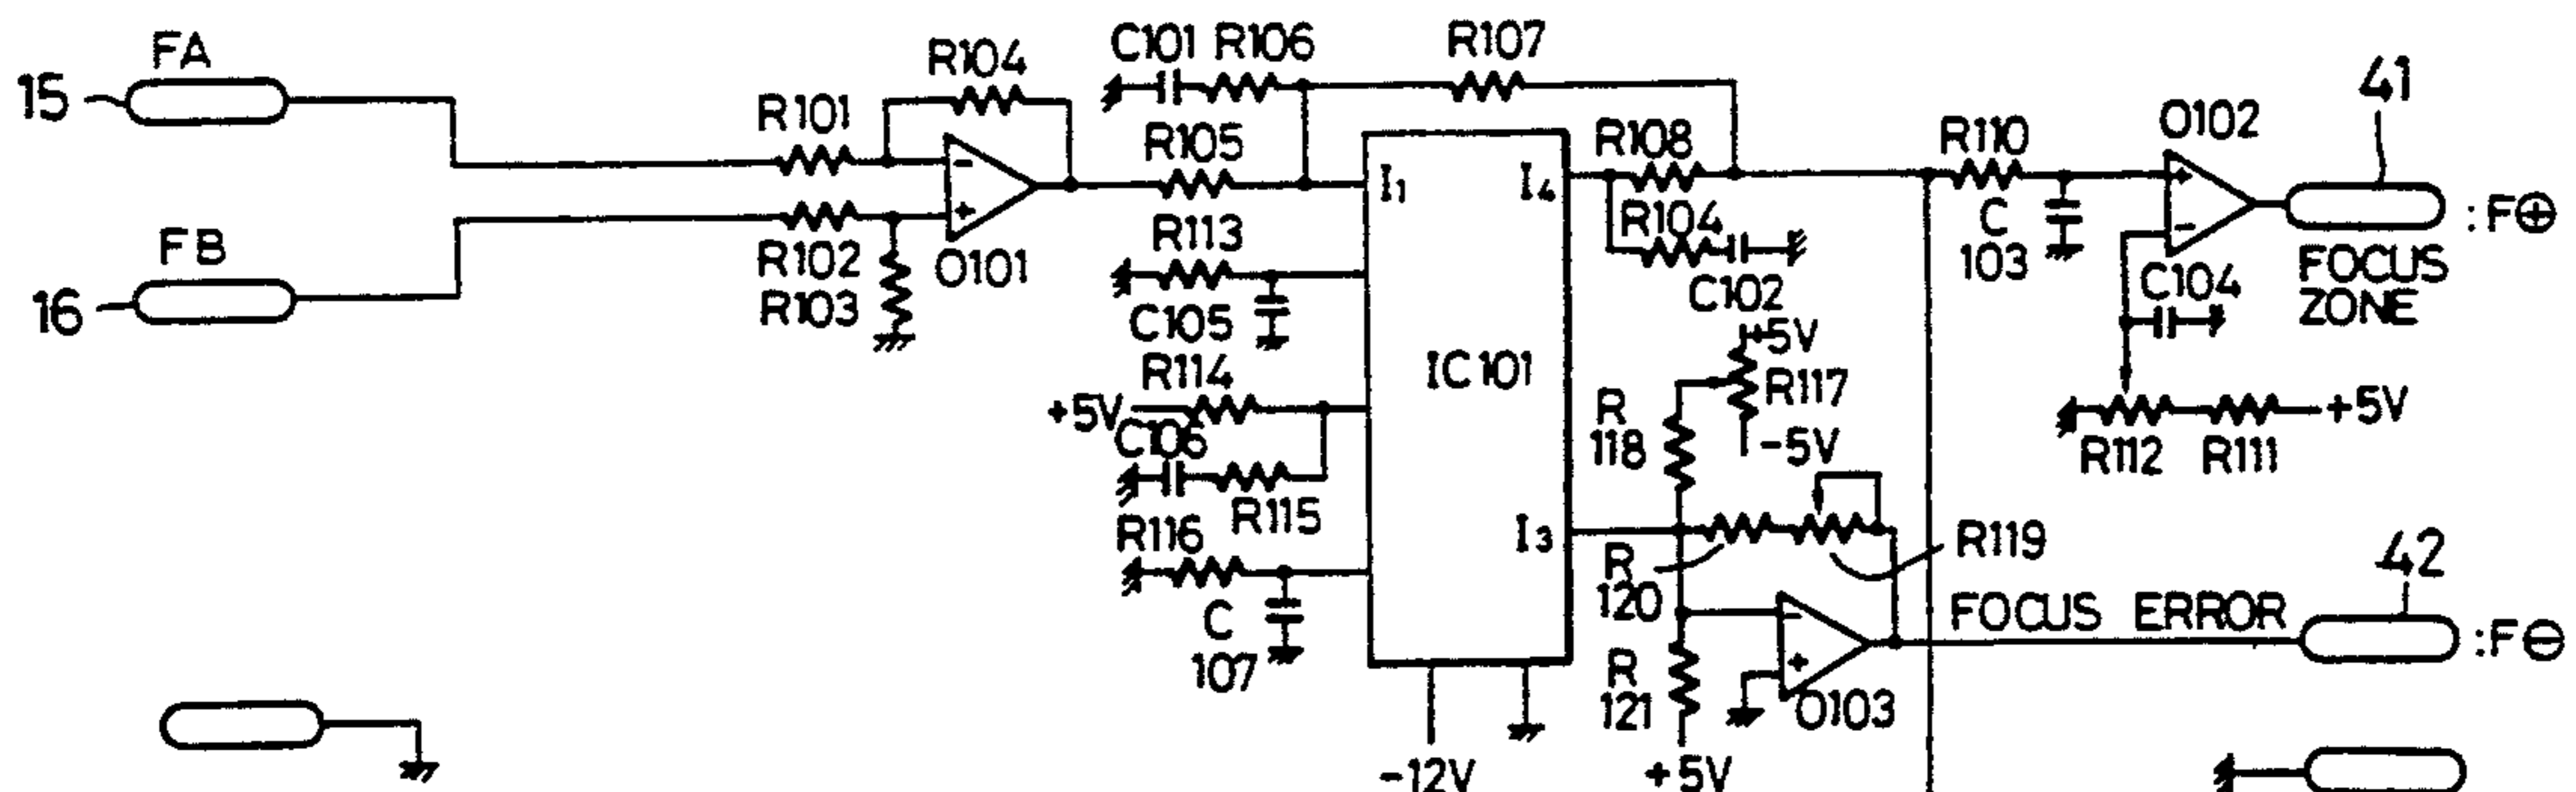 FA
15
FB
16
R101
R104
R102
R103
O101
C101 R106
R107
R105
R113
C105
R114
+5V
C106
R115
R116
C
107
I1
I4
IC101
I3
-12V
R108
R104
C102
+5V
R117
-5V
R
118
R
120
R119
R
121
+5V
O103
R110
C
103
O102
41
:F⊕
FOCUS
ZONE
C104
R112 R111
+5V
42
FOCUS ERROR
:F⊖